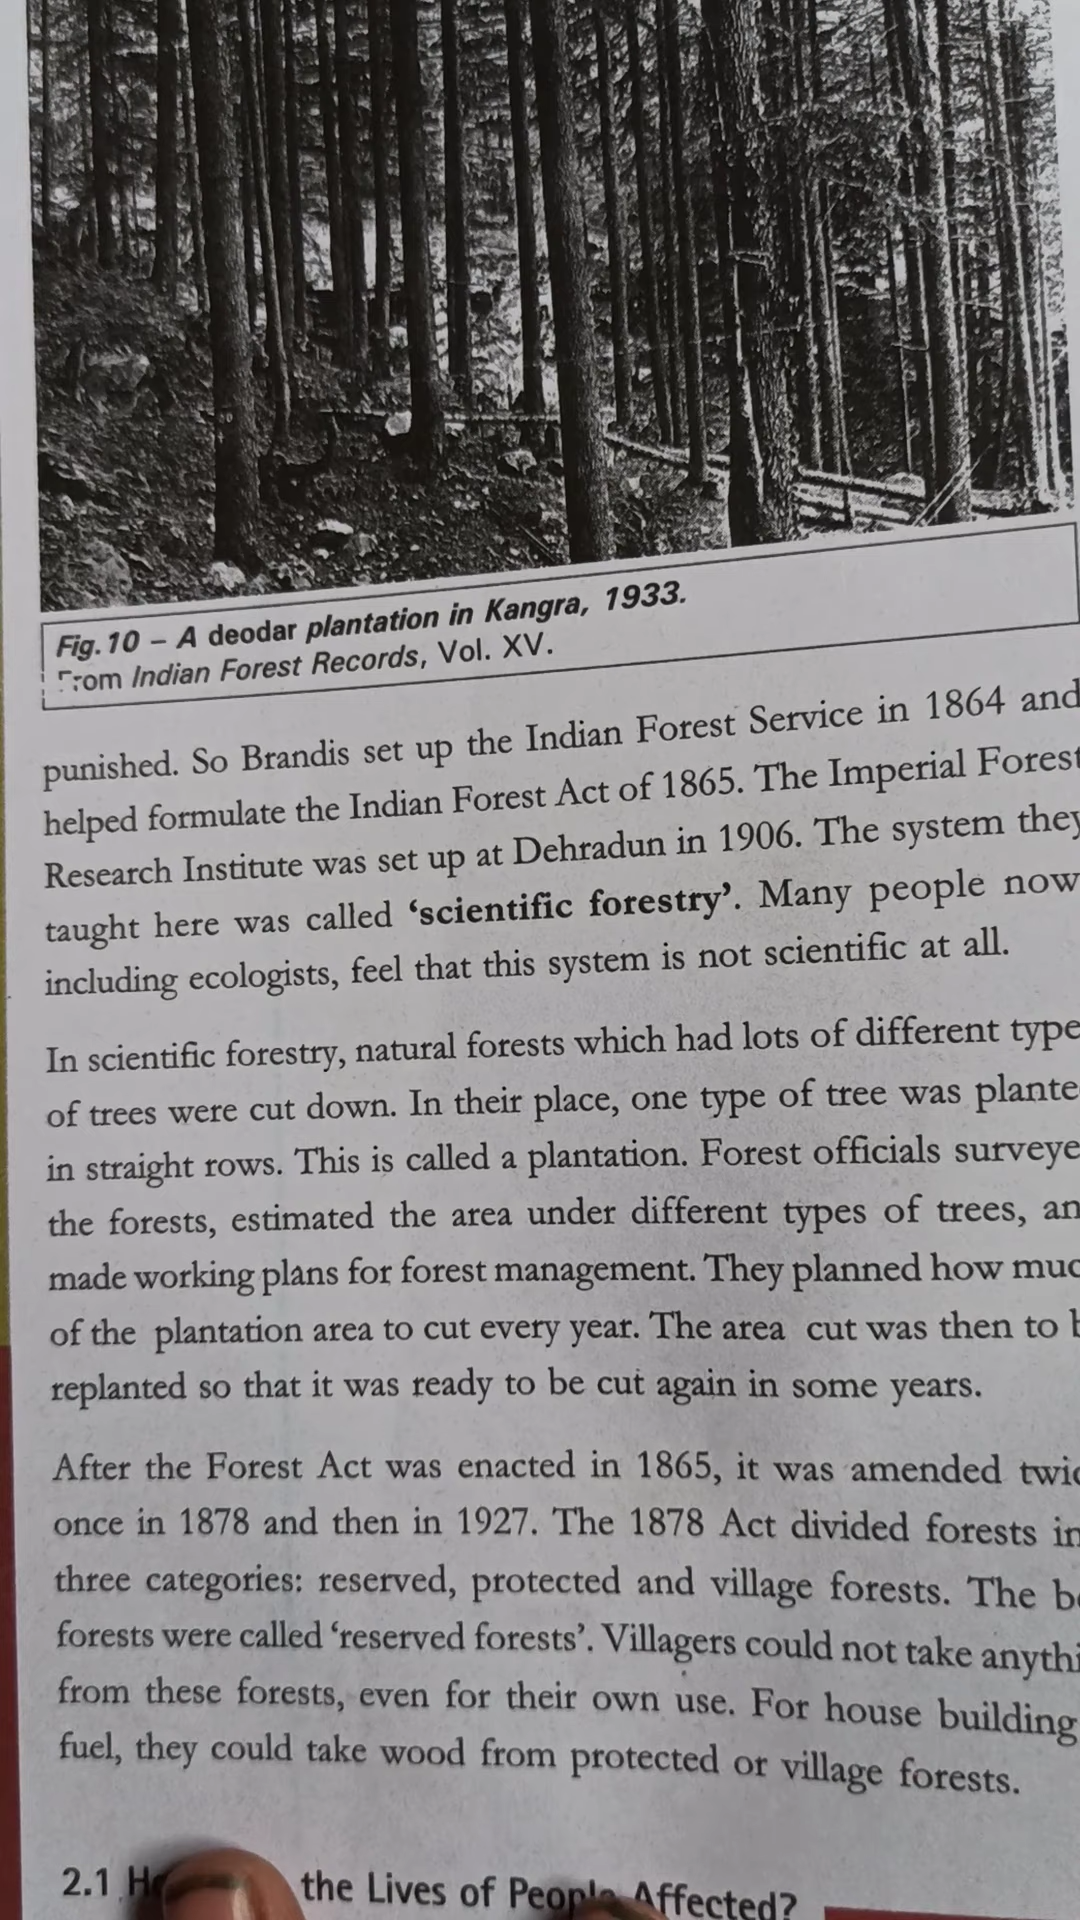 Fig.10 – A deodar plantation in Kangra, 1933.
From Indian Forest Records, Vol. XV.
punished. So Brandis set up the Indian Forest Service in 1864 and
helped formulate the Indian Forest Act of 1865. The Imperial Forest
Research Institute was set up at Dehradun in 1906. The system they
taught here was called ‘scientific forestry’. Many people now
including ecologists, feel that this system is not scientific at all.
In scientific forestry, natural forests which had lots of different type
of trees were cut down. In their place, one type of tree was plante
in straight rows. This is called a plantation. Forest officials surveye
the forests, estimated the area under different types of trees, an
made working plans for forest management. They planned how muc
of the plantation area to cut every year. The area cut was then to
replanted so that it was ready to be cut again in some years.
After the Forest Act was enacted in 1865, it was amended twic
once in 1878 and then in 1927. The 1878 Act divided forests in
three categories: reserved, protected and village forests. The
forests were called ‘reserved forests’. Villagers could not take anythi
from these forests, even for their own use. For house building
fuel, they could take wood from protected or village forests.
2.1 the Lives of People Affected?